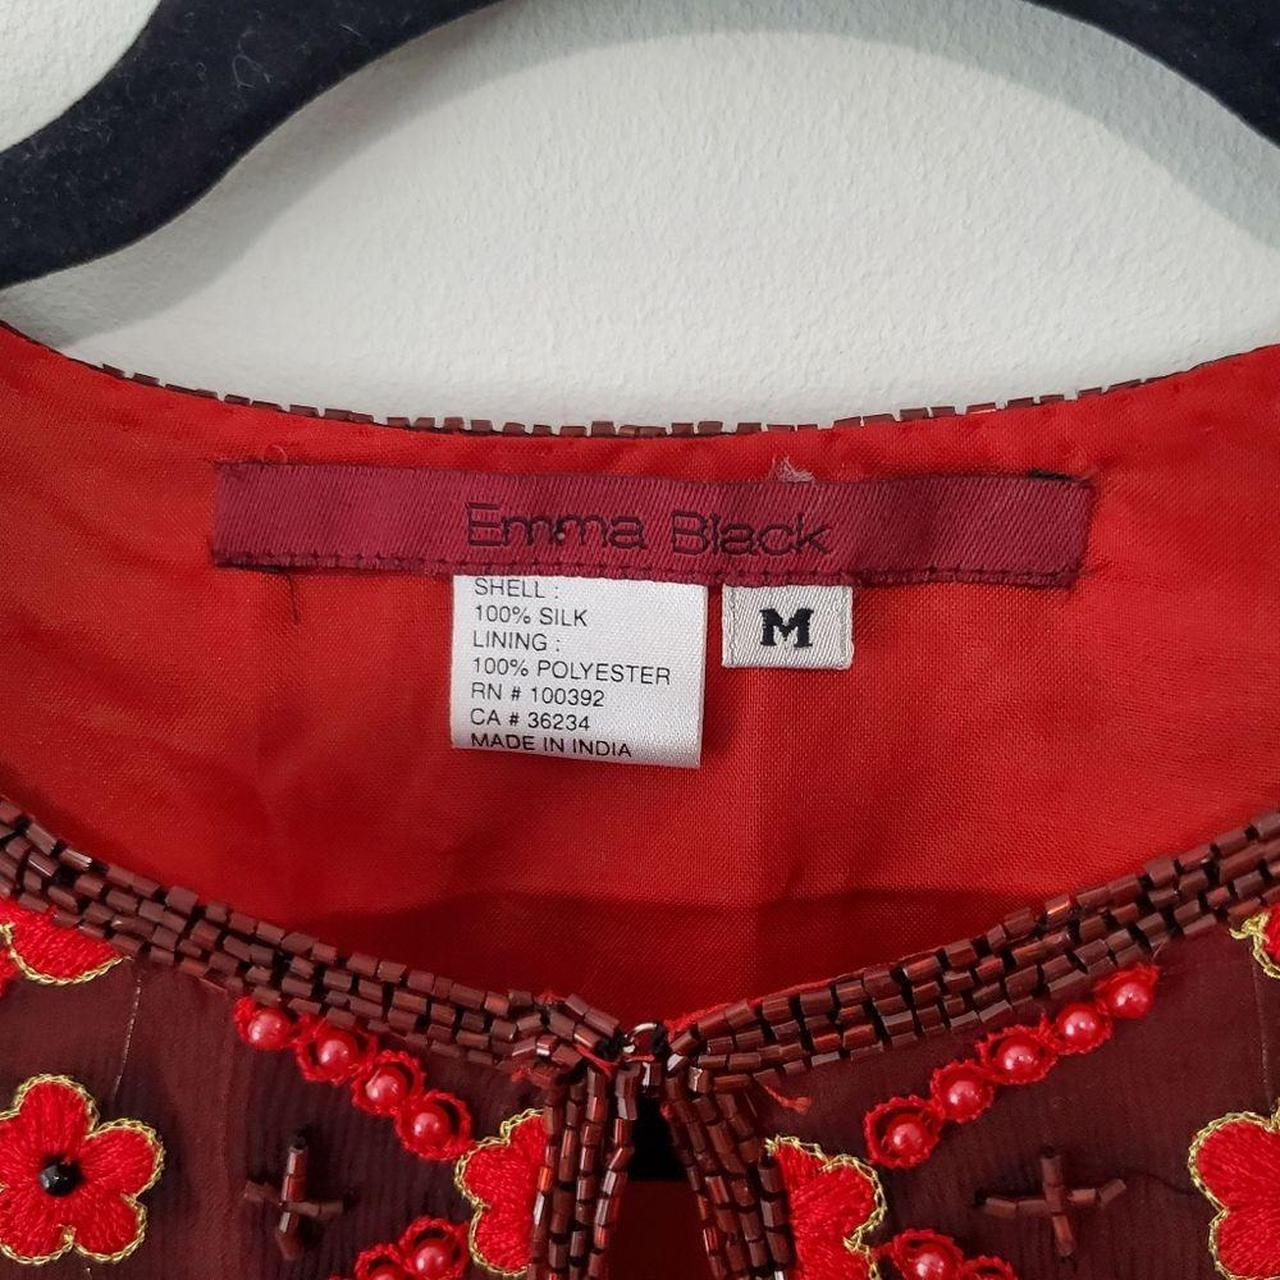 Emma Black
SHELL :
100% SILK
LINING :
100% POLYESTER
RN # 100392
CA # 36234
MADE IN INDIA
M